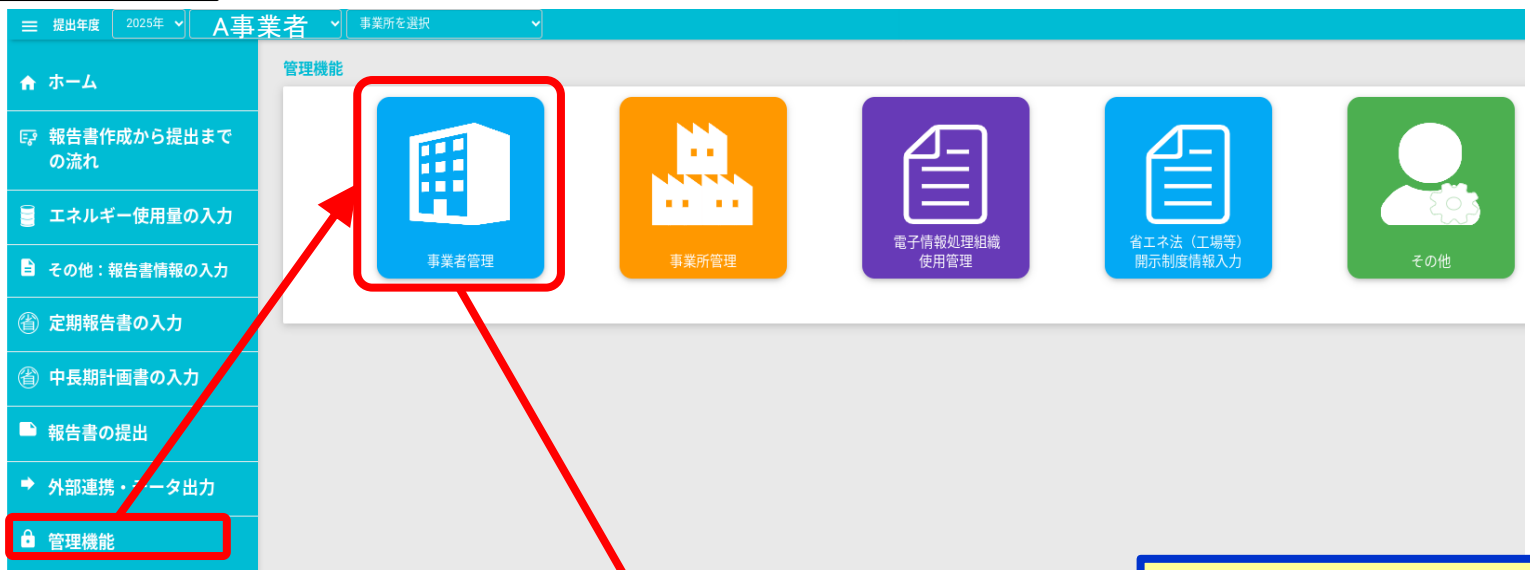 提出年度 2025年 A事業者 事業所を選択
ホーム
報告書作成から提出まで
の流れ
エネルギー使用量の入力
その他：報告書情報の入力
定期報告書の入力
中長期計画書の入力
報告書の提出
外部連携・データ出力
管理機能
管理機能
事業者管理
事業所管理
電子情報処理組織
使用管理
省エネ法（工場等）
開示制度情報入力
その他